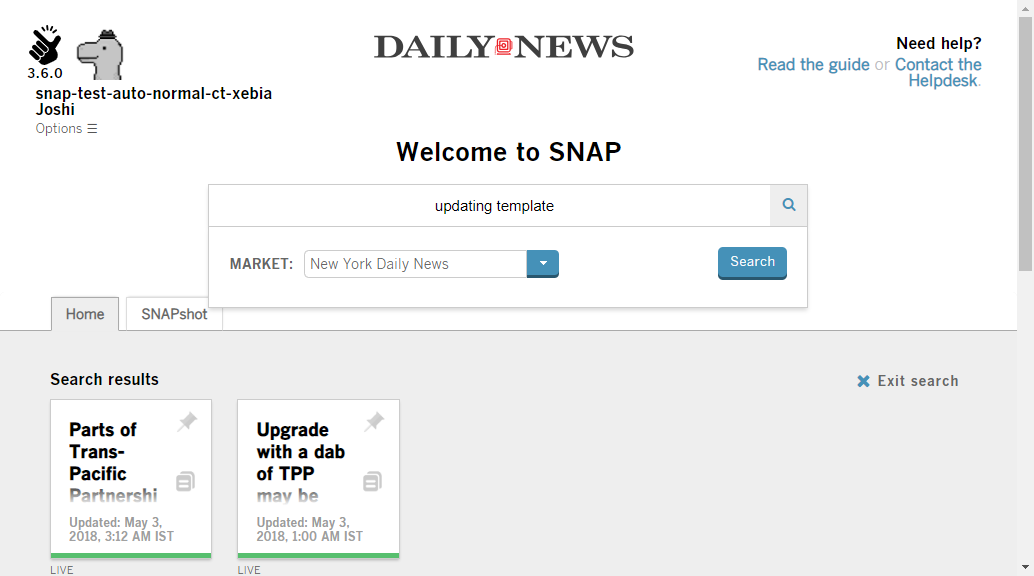 3.6.0
snap-test-auto-normal-ct-xebia
Joshi
Options
DAILY NEWS
Need help?
Read the guide or Contact the
Helpdesk.
Welcome to SNAP
updating template
MARKET:
New York Daily News
Search
Home
SNAPshot
Search results
Exit search
Parts of
Trans-
Pacific
Partnershi
Updated: May 3,
2018, 3:12 AM IST
LIVE
Upgrade
with a dab
of TPP
may be
Updated: May 3,
2018, 1:00 AM IST
LIVE